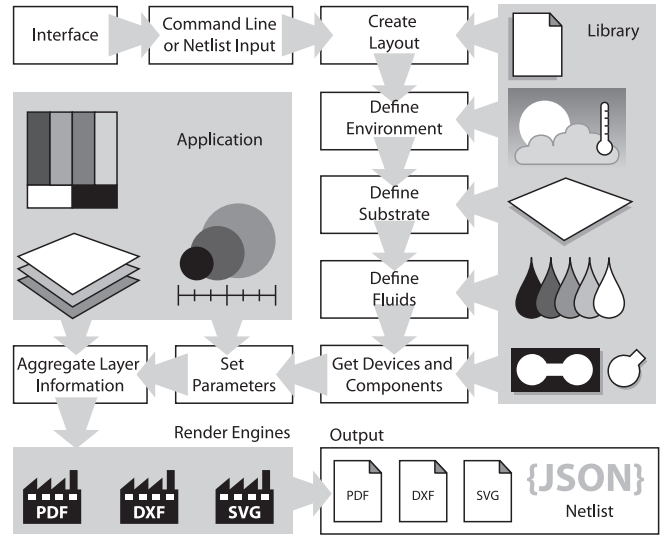 Interface
Command Line
or Netlist Input
Create
Layout
Library
Application
Define
Environment
Define
Substrate
Define
Fluids
Aggregate Layer
Information
Set
Parameters
Get Devices and
Components
Render Engines
Output
PDF
DXF
SVG
PDF
DXF
SVG
{JSON}
Netlist